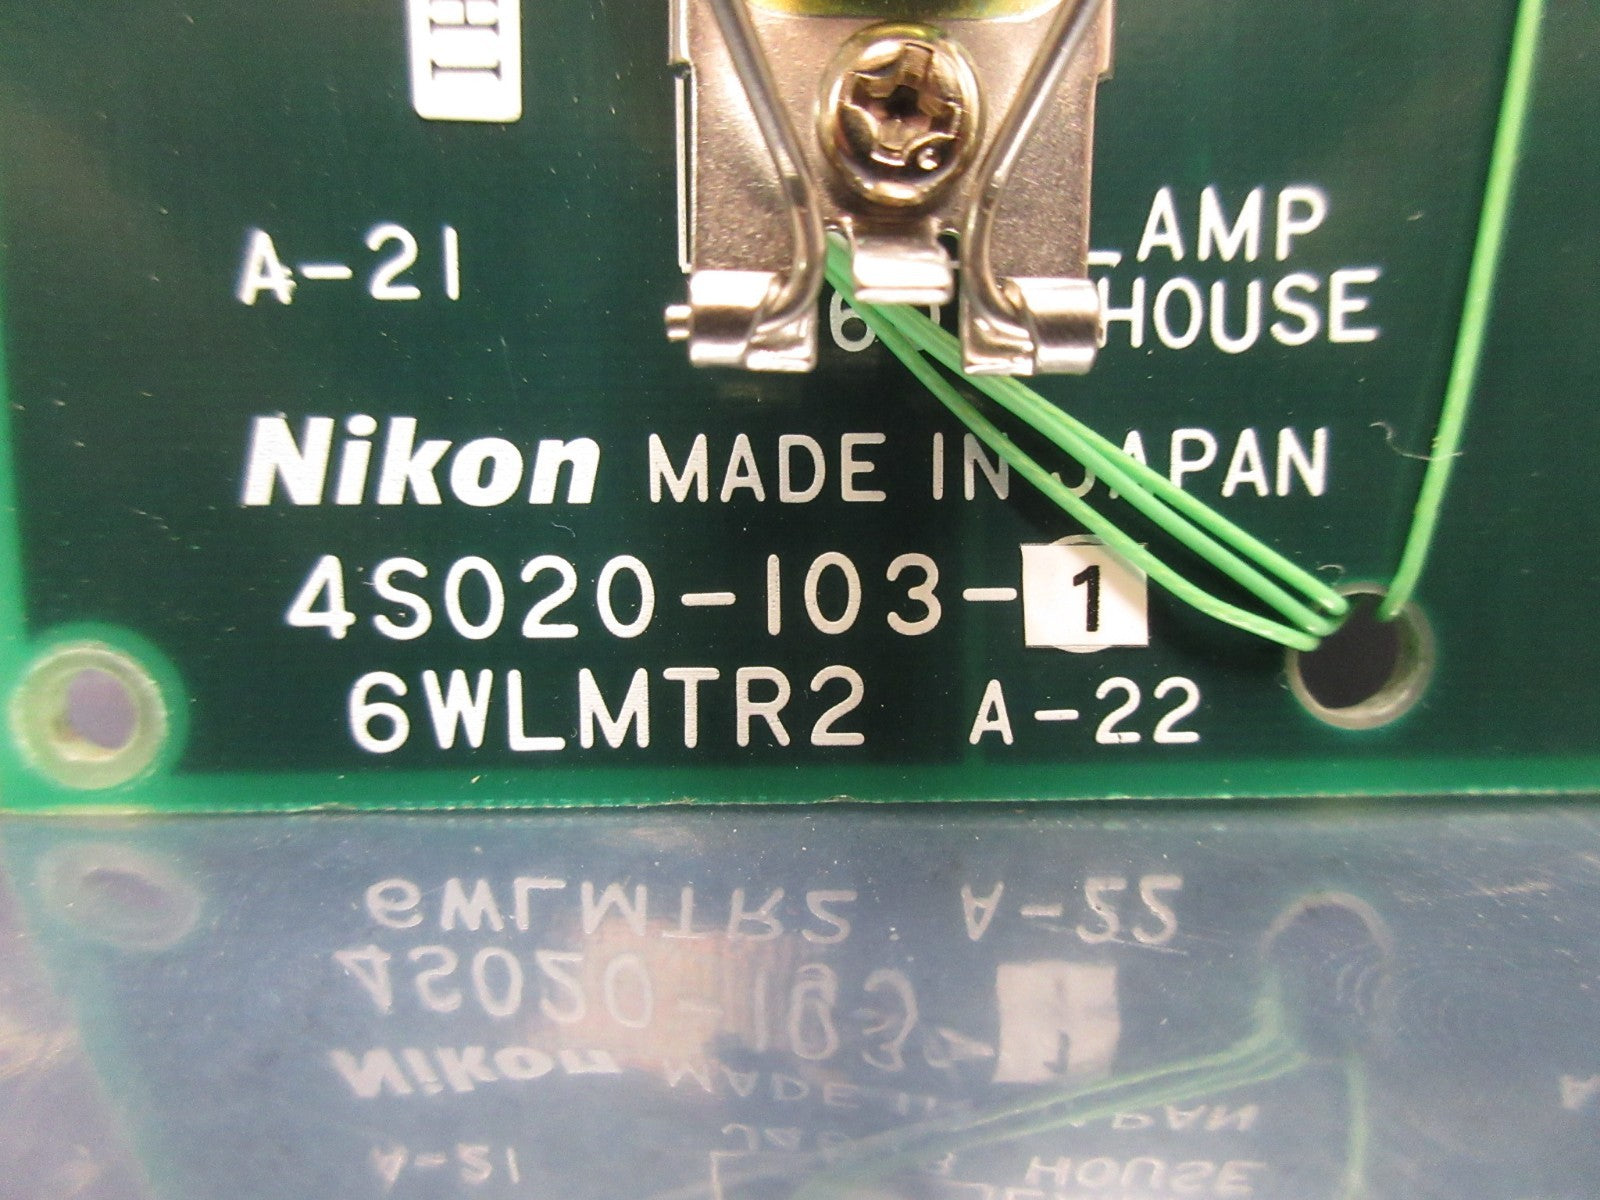 A-21
LAMP
HOUSE
Nikon MADE IN JAPAN
4S020-103-1
6WLMTR2 A-22